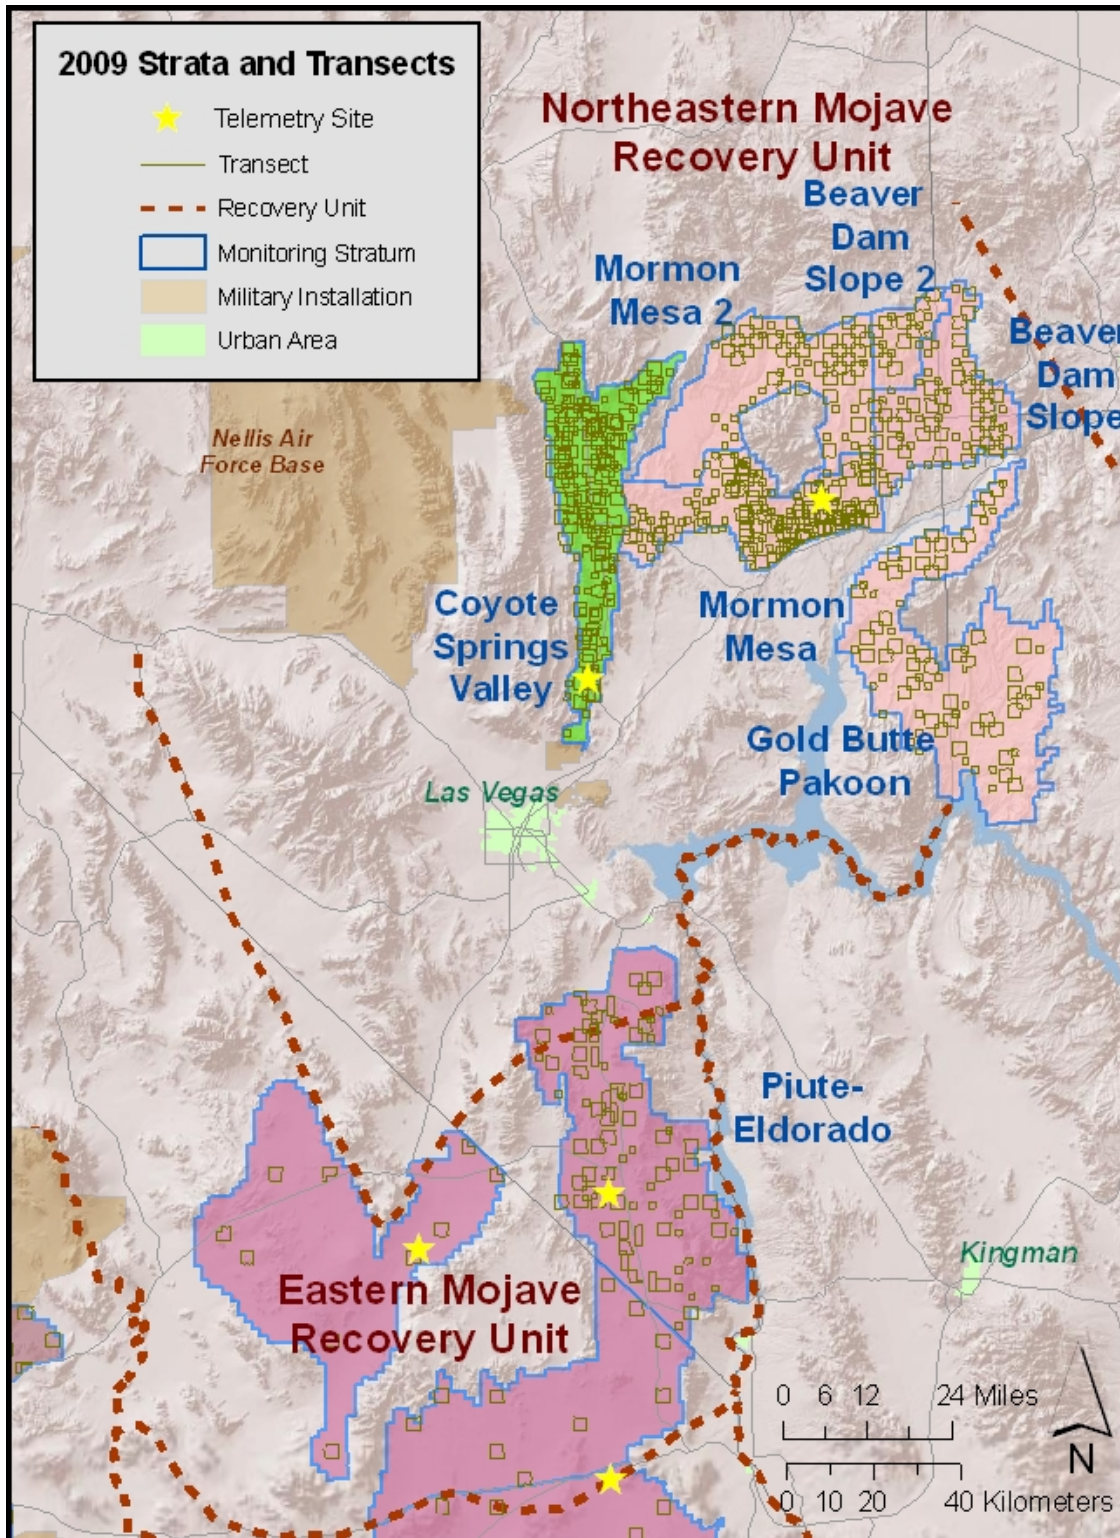 2009 Strata and Transects
Telemetry Site
Transect
Recovery Unit
Monitoring Stratum
Military Installation
Urban Area
Northeastern Mojave
Recovery Unit
Beaver
Dam
Slope 2
Mormon
Mesa 2
Beaver
Dam
Slope
Nellis Air
Force Base
Coyote
Springs
Valley
Mormon
Mesa
Gold Butte
Pakoon
Las Vegas
Piute-
Eldorado
Kingman
Eastern Mojave
Recovery Unit
0 6 12 24 Miles
0 10 20 40 Kilometers
N